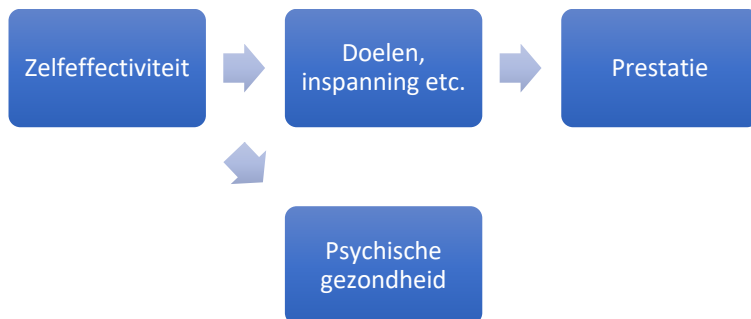 Zelfeffectiviteit
Doelen,
inspanning etc.
Prestatie
Psychische
gezondheid